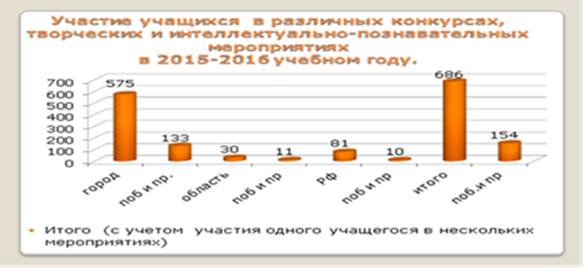 Участие учащихся в различных конкурсах,
творческих и интеллектуально-познавательных
мероприятиях
в 2015-2016 учебном году.
700
600
500
400
300
200
100
0
575
133
30
11
81
10
686
154
город
поб и пр.
область
поб и пр
РФ
поб и пр
итого
поб.и пр
• Итого (с учетом участия одного учащегося в нескольких
мероприятиях)